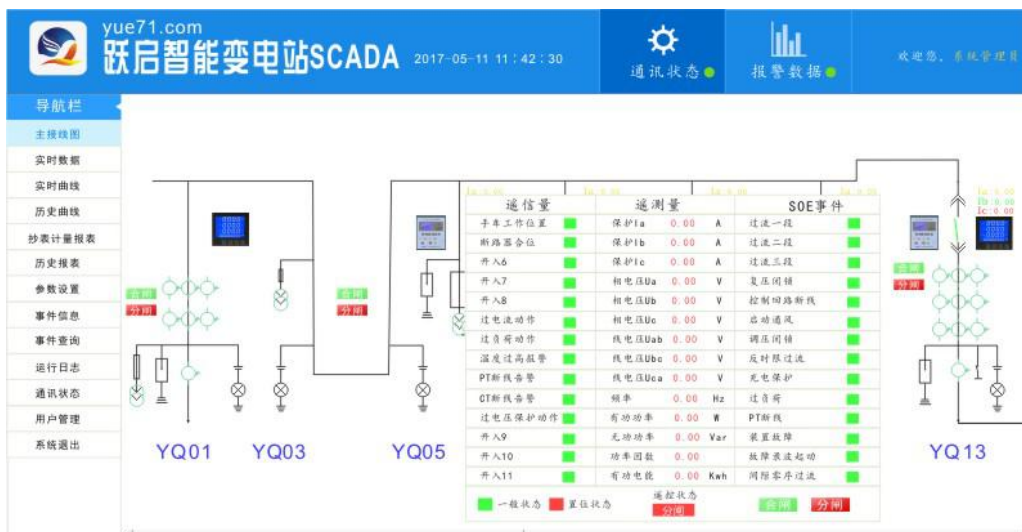 yue71.com
跃启智能变电站SCADA 2017-05-11 11:42:30
通讯状态
报警数据
欢迎您，系统管理员
导航栏
主接线图
实时数据
实时曲线
历史曲线
抄表计量报表
历史报表
参数设置
事件信息
事件查询
运行日志
通讯状态
用户管理
系统退出
合闸
分闸
YQ01
YQ03
合闸
分闸
YQ05
遥信量 遥测量 SOE事件
手车工作位置 保护Ia 0.00 A 过流一段
断路器合位 保护Ib 0.00 A 过流二段
开入6 保护Ic 0.00 A 过流三段
开入7 相电压Ua 0.00 V 复压闭锁
开入8 相电压Ub 0.00 V 控制回路断线
过电流动作 相电压Uc 0.00 V 启动通风
过负荷动作 线电压Uab 0.00 V 调压闭锁
温度过高报警 线电压Ubc 0.00 V 反时限过流
PT断线告警 线电压Uca 0.00 V 充电保护
CT断线告警 频率 0.00 Hz 过负荷
过电压保护动作 有功功率 0.00 W PT断线
开入9 无功功率 0.00 Var 装置故障
开入10 功率因数 0.00 故障录波起动
开入11 有功电能 0.00 Kwh 间隙零序过流
一般状态 置位状态
遥控状态
分闸
合闸 分闸
Ia: 0.00
Ib: 0.00
Ic: 0.00
合闸
分闸
YQ13